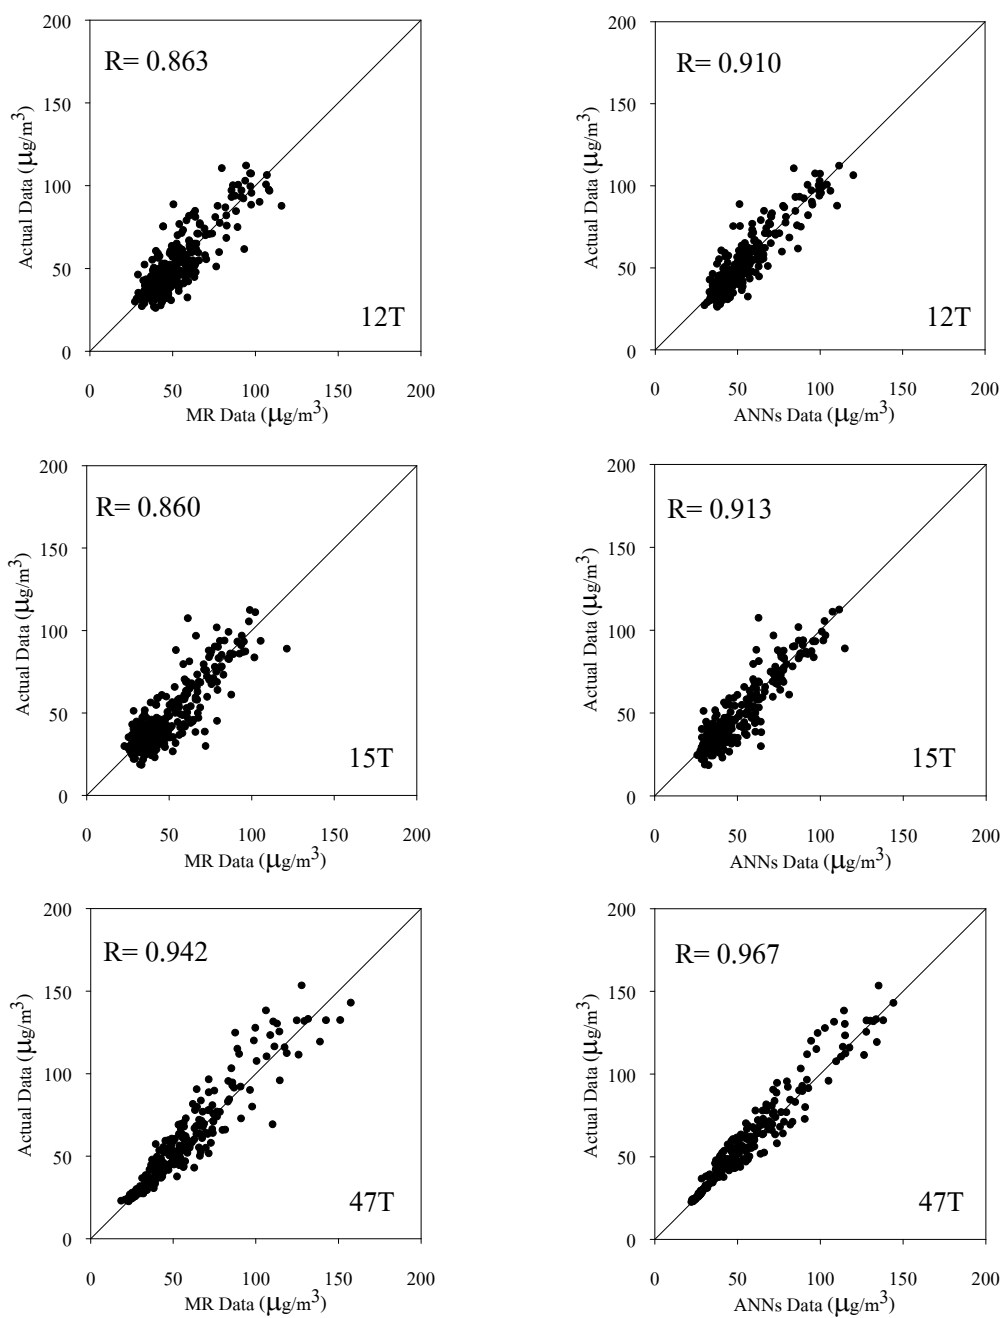 200
150
100
50
0
Actual Data (μg/m3)
R= 0.863
12T
0 50 100 150 200
MR Data (μg/m3)
200
150
100
50
0
Actual Data (μg/m3)
R= 0.910
12T
0 50 100 150 200
ANNs Data (μg/m3)
200
150
100
50
0
Actual Data (μg/m3)
R= 0.860
15T
0 50 100 150 200
MR Data (μg/m3)
200
150
100
50
0
Actual Data (μg/m3)
R= 0.913
15T
0 50 100 150 200
ANNs Data (μg/m3)
200
150
100
50
0
Actual Data (μg/m3)
R= 0.942
47T
0 50 100 150 200
MR Data (μg/m3)
200
150
100
50
0
Actual Data (μg/m3)
R= 0.967
47T
0 50 100 150 200
ANNs Data (μg/m3)